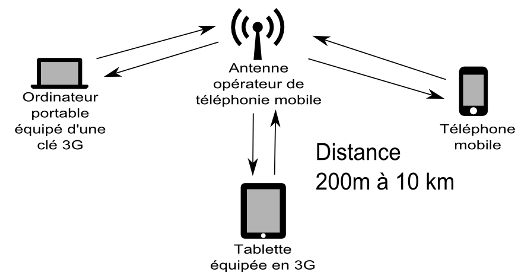 Antenne
opérateur de
téléphonie mobile
Ordinateur
portable
équipé d'une
clé 3G
Téléphone
mobile
Distance
200m à 10 km
Tablette
équipée en 3G